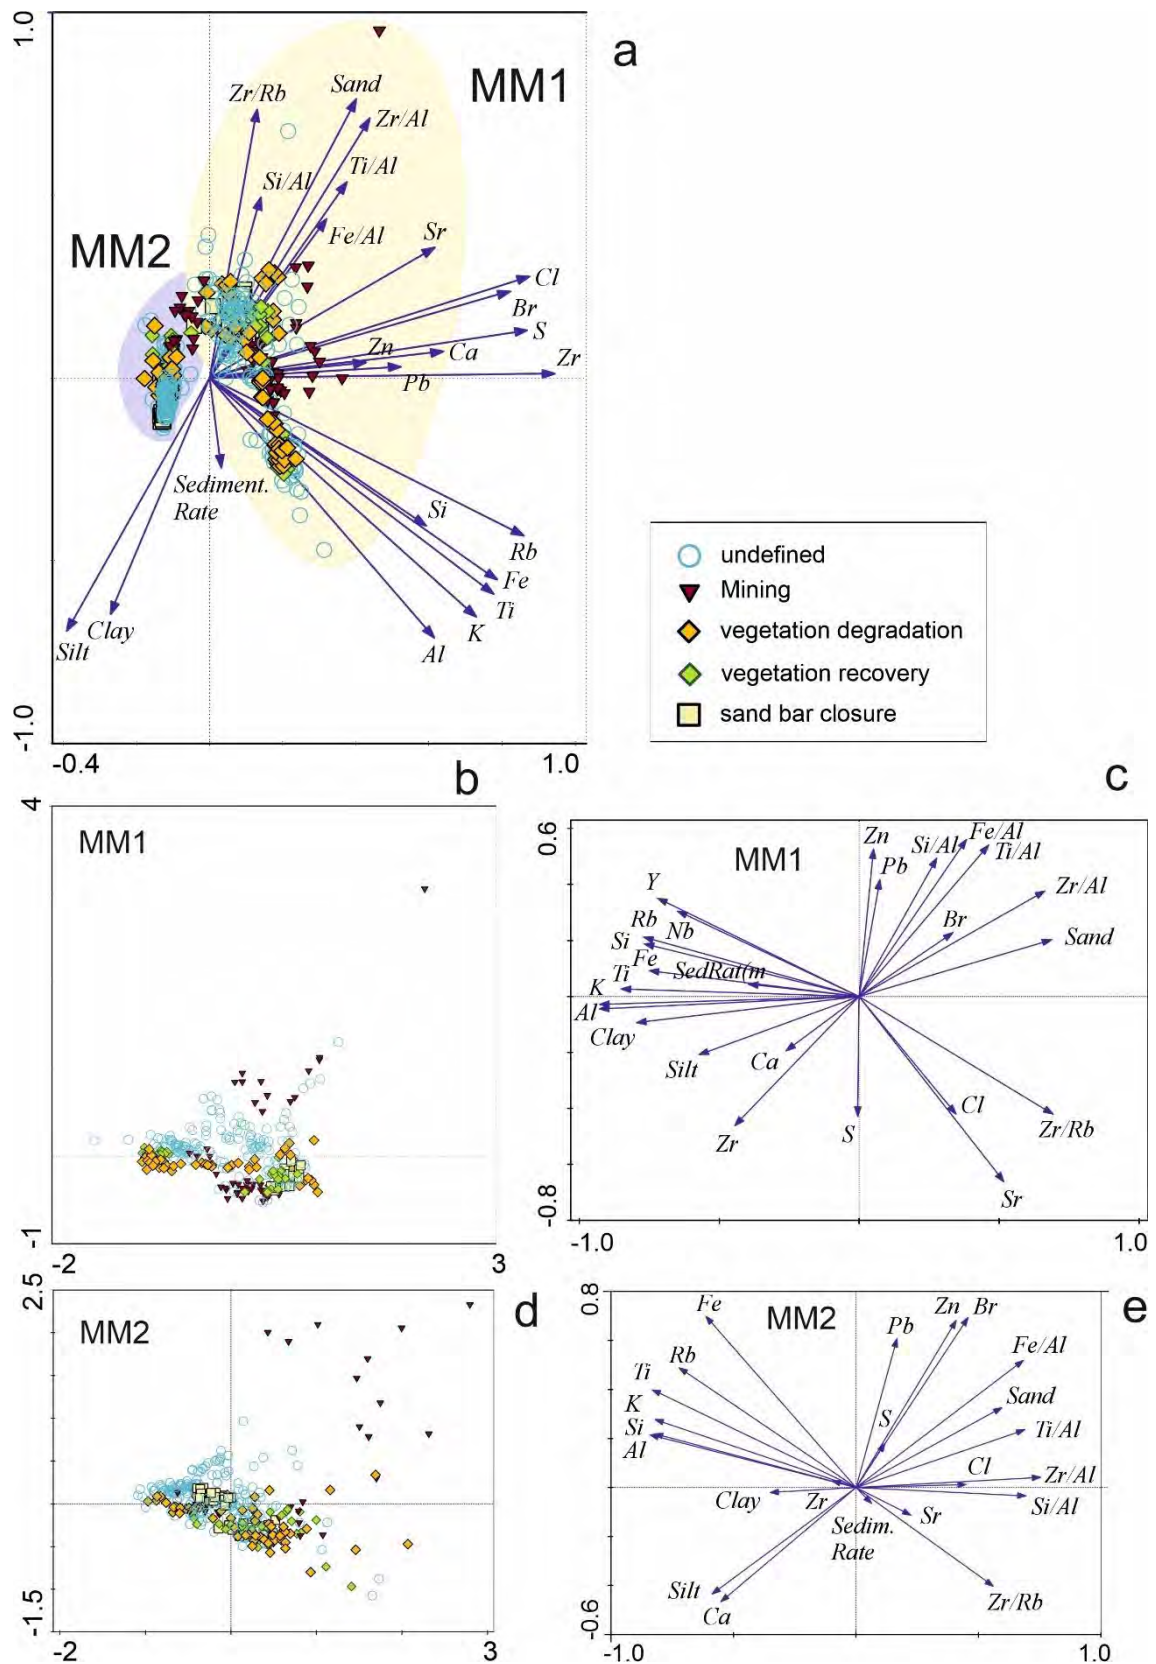 1.0
a
MM1
Zr/Rb
Sand
Zr/Al
Ti/Al
Si/Al
Fe/Al
MM2
Sr
Cl
Br
S
Zn
Ca
Zr
Pb
Sediment.
Rate
Si
Rb
Fe
Ti
K
Al
Clay
Silt
-1.0
-0.4
1.0
undefined
Mining
vegetation degradation
vegetation recovery
sand bar closure
b
4
MM1
-1
-2
3
c
0.6
MM1
Zn
Pb
Si/Al
Fe/Al
Ti/Al
Y
Zr/Al
Rb
Nb
Br
Sand
Si
Fe
SedRat(m
Ti
K
Al
Clay
Silt
Ca
Zr
S
Cl
Zr/Rb
Sr
-0.8
-1.0
1.0
d
2.5
MM2
-1.5
-2
3
e
0.8
Fe
MM2
Zn
Br
Pb
Fe/Al
Rb
Ti
K
S
Sand
Si
Ti/Al
Al
Cl
Zr/Al
Clay
Zr
Si/Al
Sedim.
Rate
Sr
Silt
Ca
Zr/Rb
-0.6
-1.0
1.0